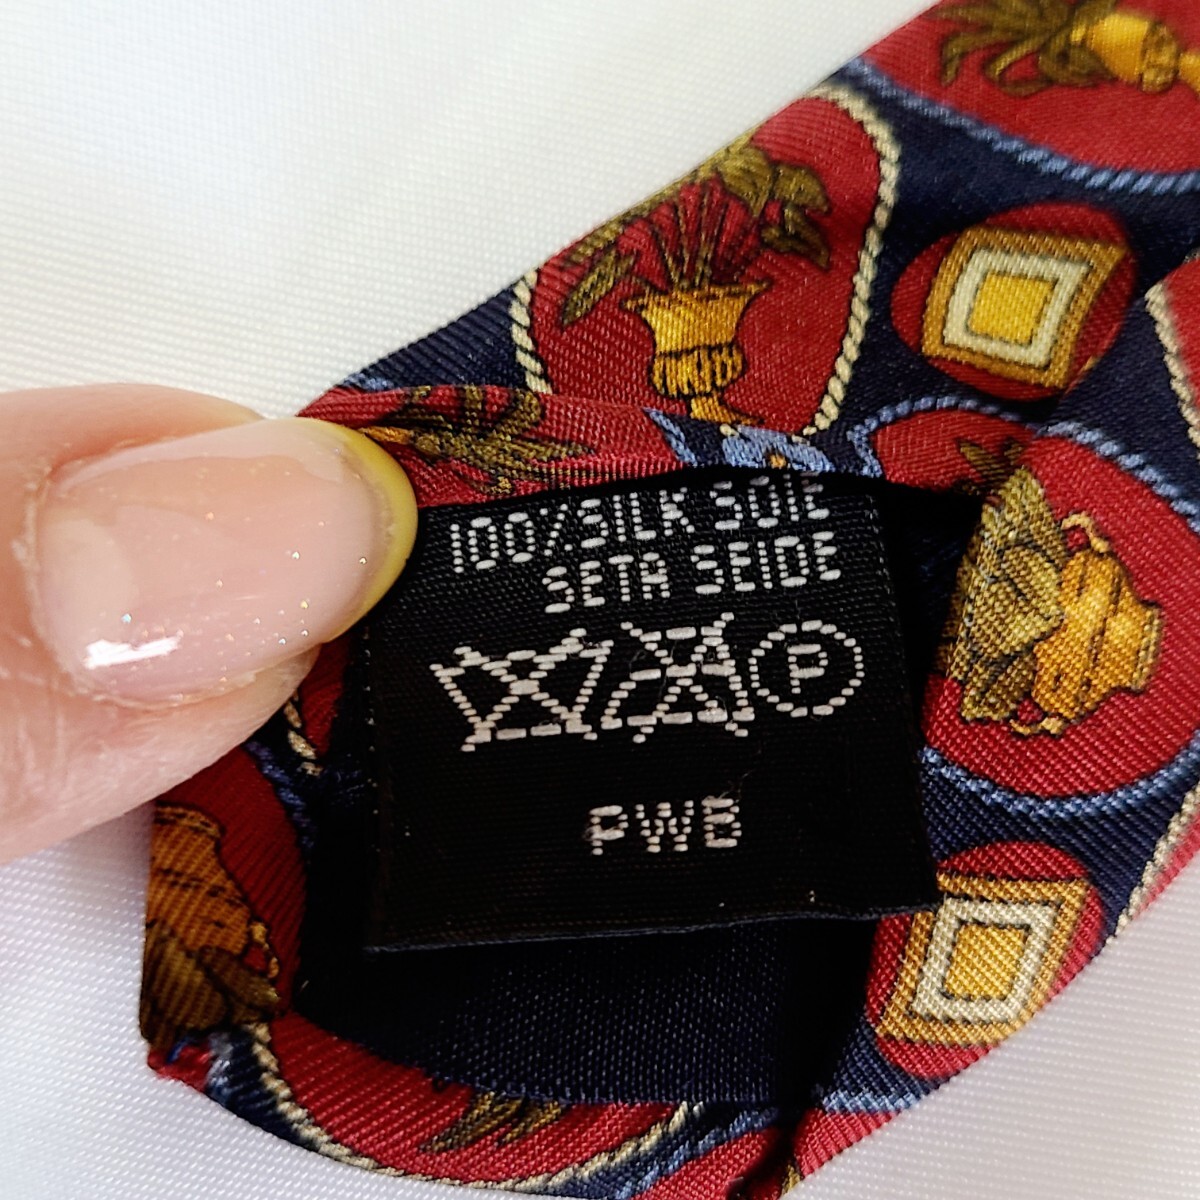 100%SILK SOIE
SETA SEIDE
P
PWB